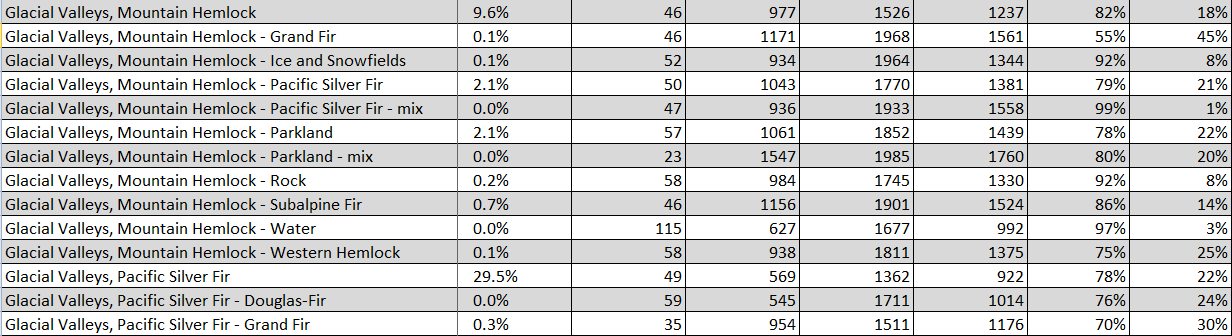 Glacial Valleys, Mountain Hemlock 9.6% 46 977 1526 1237 82% 18%
Glacial Valleys, Mountain Hemlock - Grand Fir 0.1% 46 1171 1968 1561 55% 45%
Glacial Valleys, Mountain Hemlock - Ice and Snowfields 0.1% 52 934 1964 1344 92% 8%
Glacial Valleys, Mountain Hemlock - Pacific Silver Fir 2.1% 50 1043 1770 1381 79% 21%
Glacial Valleys, Mountain Hemlock - Pacific Silver Fir - mix 0.0% 47 936 1933 1558 99% 1%
Glacial Valleys, Mountain Hemlock - Parkland 2.1% 57 1061 1852 1439 78% 22%
Glacial Valleys, Mountain Hemlock - Parkland - mix 0.0% 23 1547 1985 1760 80% 20%
Glacial Valleys, Mountain Hemlock - Rock 0.2% 58 984 1745 1330 92% 8%
Glacial Valleys, Mountain Hemlock - Subalpine Fir 0.7% 46 1156 1901 1524 86% 14%
Glacial Valleys, Mountain Hemlock - Water 0.0% 115 627 1677 992 97% 3%
Glacial Valleys, Mountain Hemlock - Western Hemlock 0.1% 58 938 1811 1375 75% 25%
Glacial Valleys, Pacific Silver Fir 29.5% 49 569 1362 922 78% 22%
Glacial Valleys, Pacific Silver Fir - Douglas-Fir 0.0% 59 545 1711 1014 76% 24%
Glacial Valleys, Pacific Silver Fir - Grand Fir 0.3% 35 954 1511 1176 70% 30%